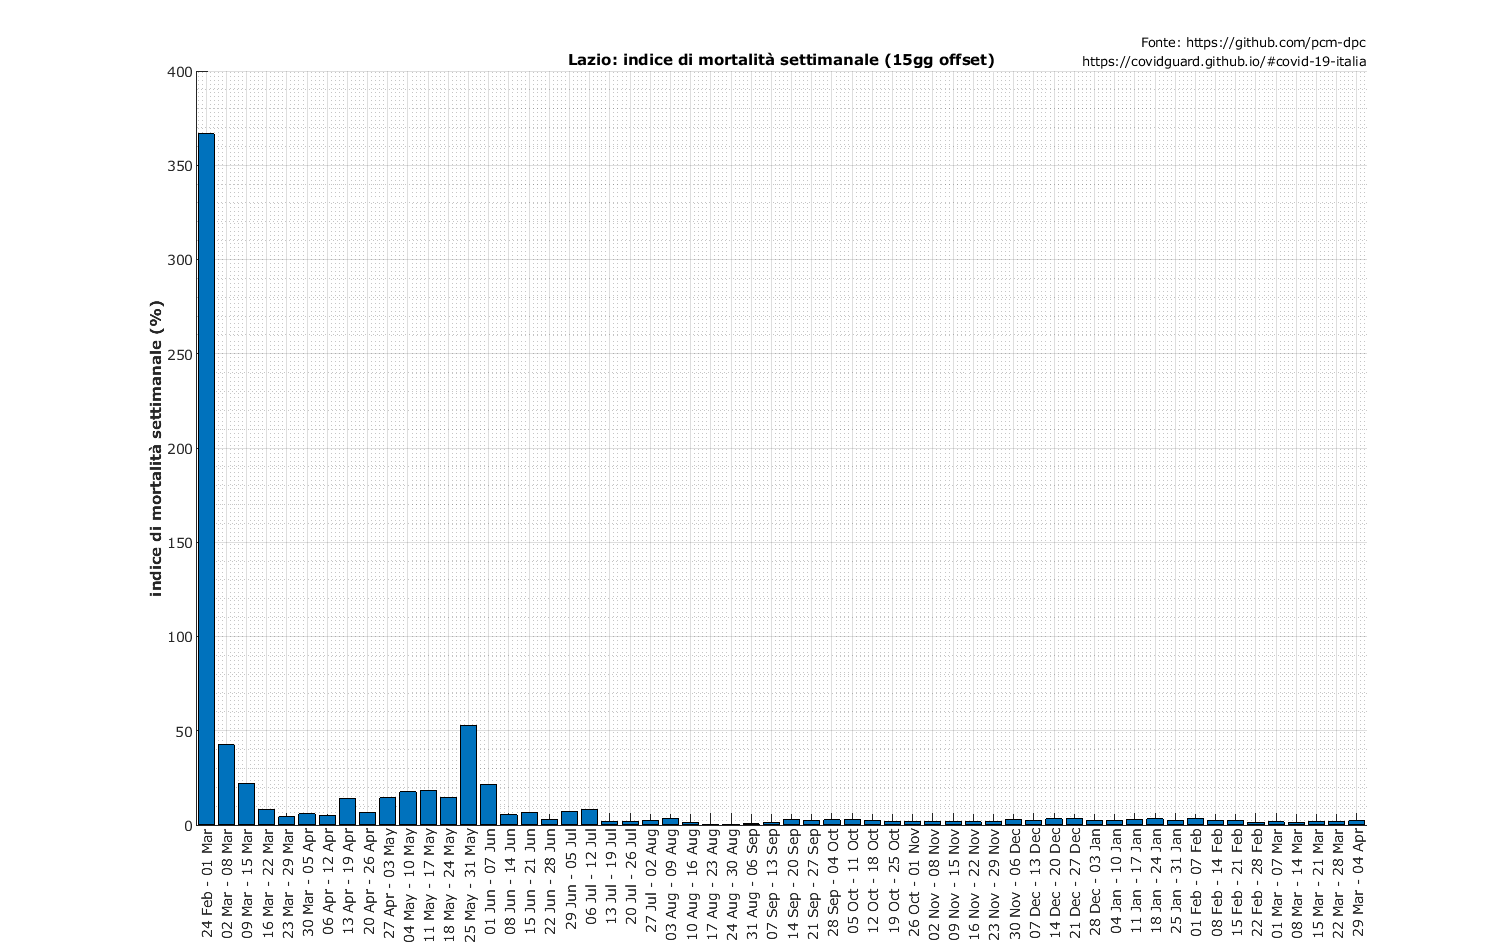 Fonte: https://github.com/pcm-dpc
Lazio: indice di mortalità settimanale (15gg offset)
https://covidguard.github.io/#covid-19-italia
indice di mortalità settimanale (%)
400
350
300
250
200
150
100
50
0
24 Feb - 01 Mar
02 Mar - 08 Mar
09 Mar - 15 Mar
16 Mar - 22 Mar
23 Mar - 29 Mar
30 Mar - 05 Apr
06 Apr - 12 Apr
13 Apr - 19 Apr
20 Apr - 26 Apr
27 Apr - 03 May
04 May - 10 May
11 May - 17 May
18 May - 24 May
25 May - 31 May
01 Jun - 07 Jun
08 Jun - 14 Jun
15 Jun - 21 Jun
22 Jun - 28 Jun
29 Jun - 05 Jul
06 Jul - 12 Jul
13 Jul - 19 Jul
20 Jul - 26 Jul
27 Jul - 02 Aug
03 Aug - 09 Aug
10 Aug - 16 Aug
17 Aug - 23 Aug
24 Aug - 30 Aug
31 Aug - 06 Sep
07 Sep - 13 Sep
14 Sep - 20 Sep
21 Sep - 27 Sep
28 Sep - 04 Oct
05 Oct - 11 Oct
12 Oct - 18 Oct
19 Oct - 25 Oct
26 Oct - 01 Nov
02 Nov - 08 Nov
09 Nov - 15 Nov
16 Nov - 22 Nov
23 Nov - 29 Nov
30 Nov - 06 Dec
07 Dec - 13 Dec
14 Dec - 20 Dec
21 Dec - 27 Dec
28 Dec - 03 Jan
04 Jan - 10 Jan
11 Jan - 17 Jan
18 Jan - 24 Jan
25 Jan - 31 Jan
01 Feb - 07 Feb
08 Feb - 14 Feb
15 Feb - 21 Feb
22 Feb - 28 Feb
01 Mar - 07 Mar
08 Mar - 14 Mar
15 Mar - 21 Mar
22 Mar - 28 Mar
29 Mar - 04 Apr